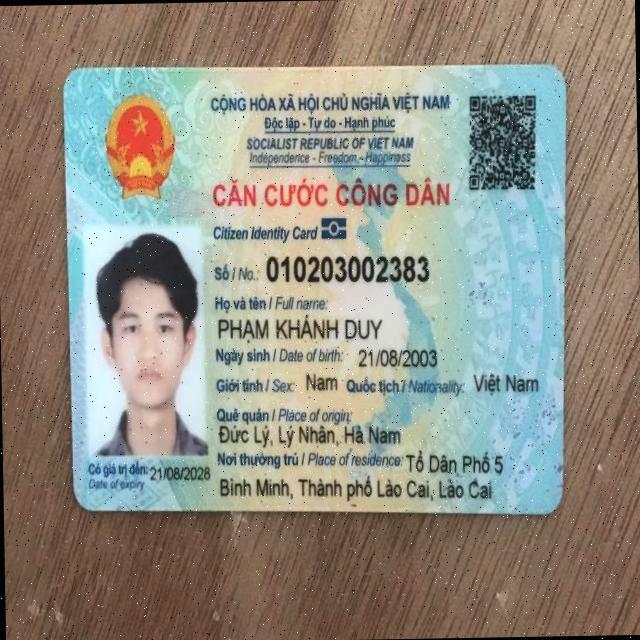 CỘNG HÒA XÃ HỘI CHỦ NGHĨA VIỆT NAM
Độc lập - Tự do - Hạnh phúc
SOCIALIST REPUBLIC OF VIET NAM
Independence - Freedom - Happiness
CĂN CƯỚC CÔNG DÂN
Citizen Identity Card
Số / No.: 010203002383
Họ và tên / Full name:
PHẠM KHÁNH DUY
Ngày sinh / Date of birth: 21/08/2003
Giới tính / Sex: Nam Quốc tịch / Nationality: Việt Nam
Quê quán / Place of origin:
Đức Lý, Lý Nhân, Hà Nam
Nơi thường trú / Place of residence: Tổ Dân Phố 5
Bình Minh, Thành phố Lào Cai, Lào Cai
Có giá trị đến: 21/08/2028
Date of expiry